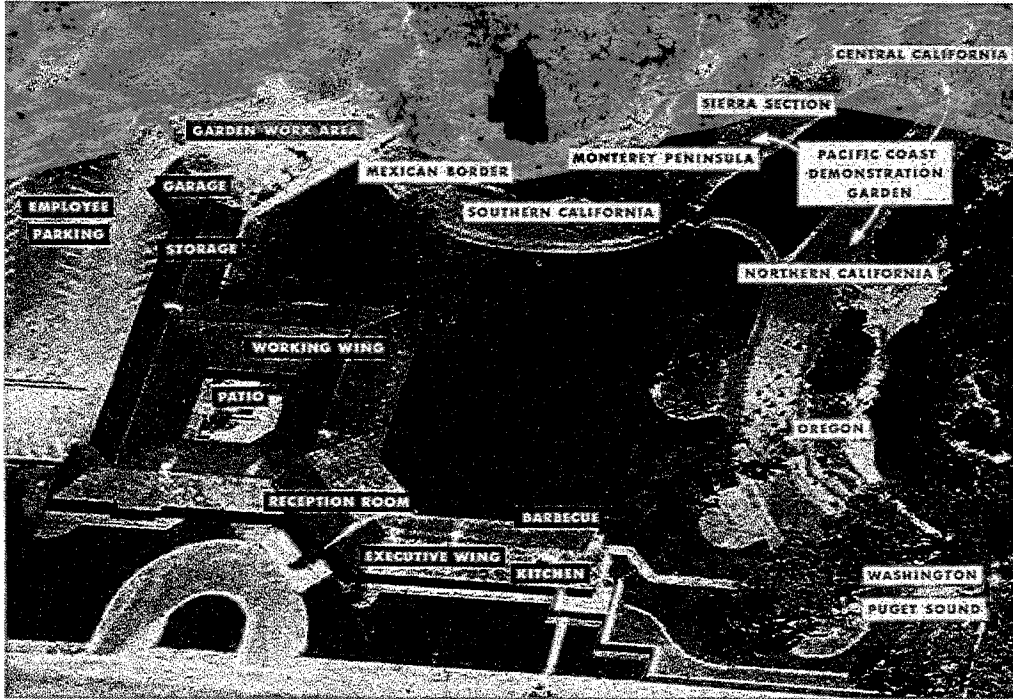 CENTRAL CALIFORNIA
SIERRA SECTION
GARDEN WORK AREA
MONTEREY PENINSULA
PACIFIC COAST
DEMONSTRATION
GARDEN
MEXICAN BORDER
GARAGE
EMPLOYEE
PARKING
SOUTHERN CALIFORNIA
STORAGE
NORTHERN CALIFORNIA
WORKING WING
PATIO
OREGON
RECEPTION ROOM
BARBECUE
EXECUTIVE WING
KITCHEN
WASHINGTON
PUGET SOUND